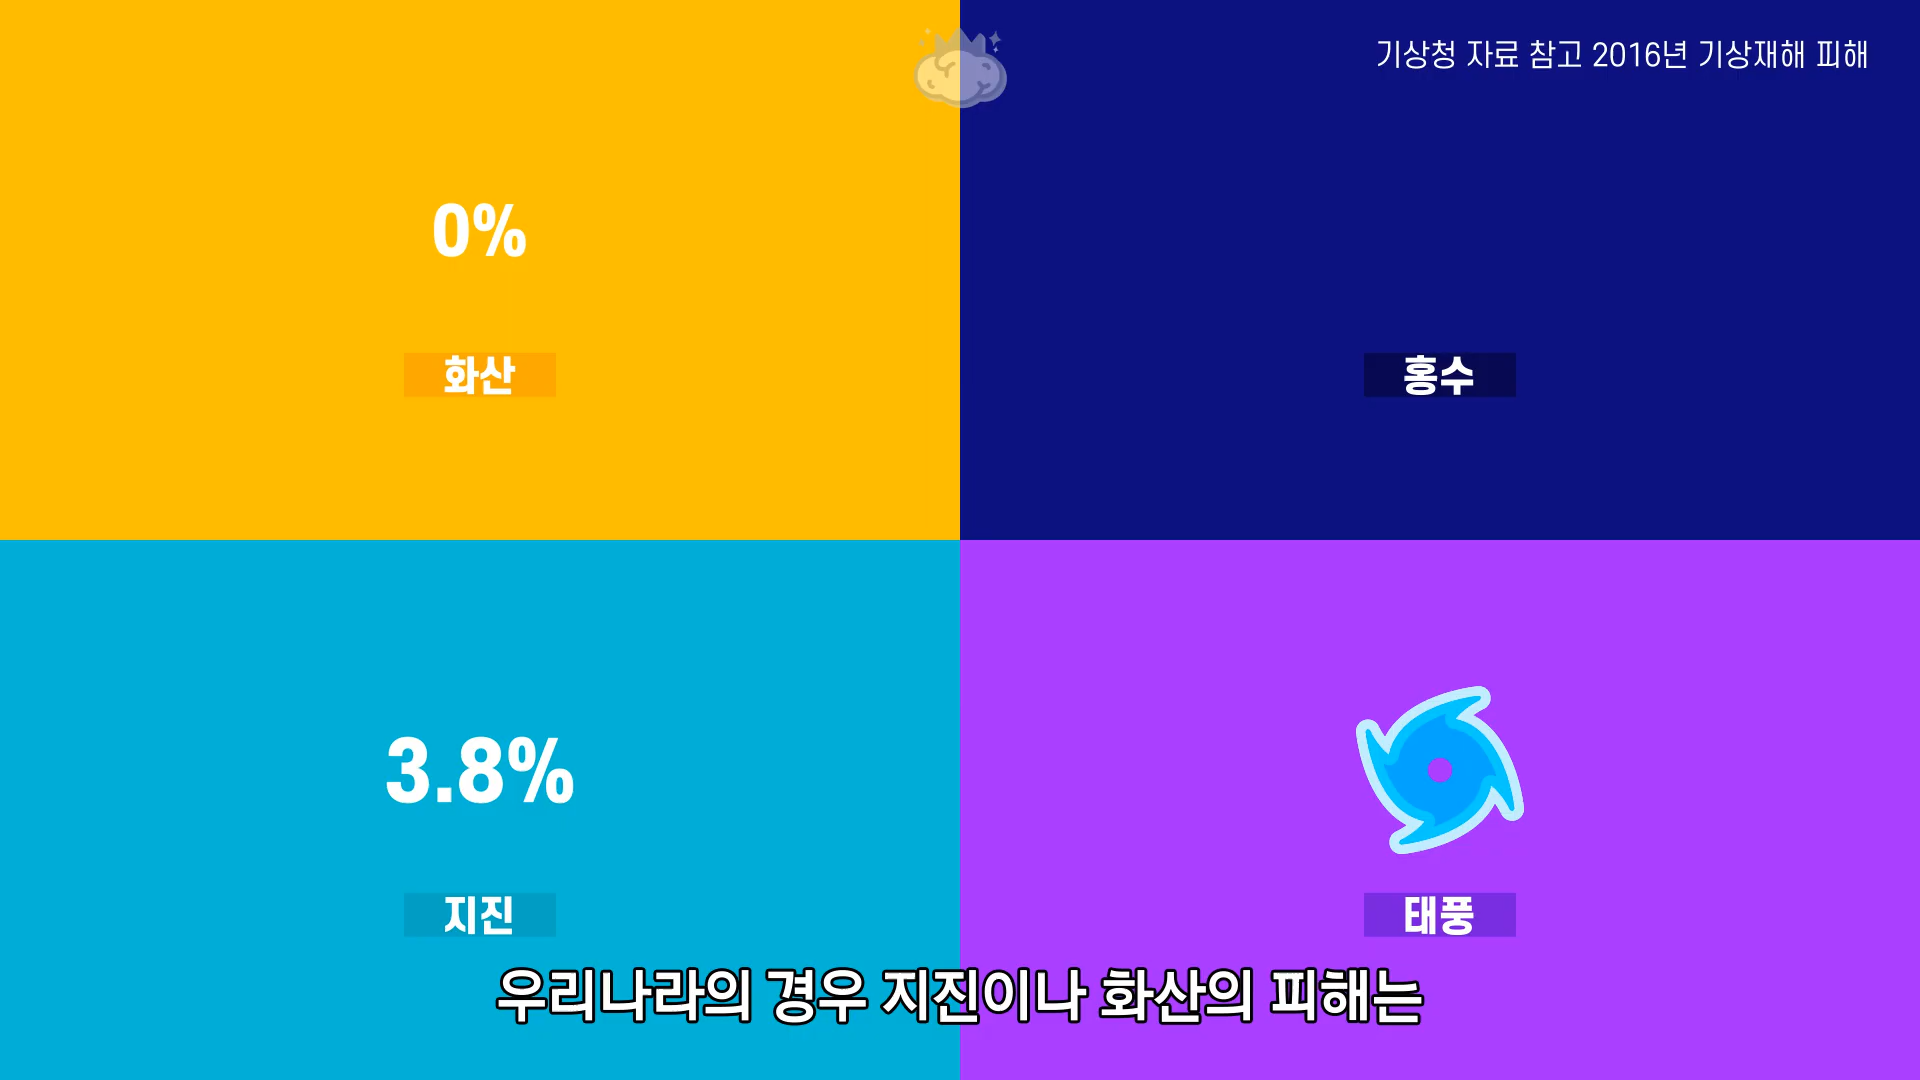 기상청 자료 참고 2016년 기상재해 피해
0%
화산
홍수
3.8%
지진
태풍
우리나라의 경우 지진이나 화산의 피해는